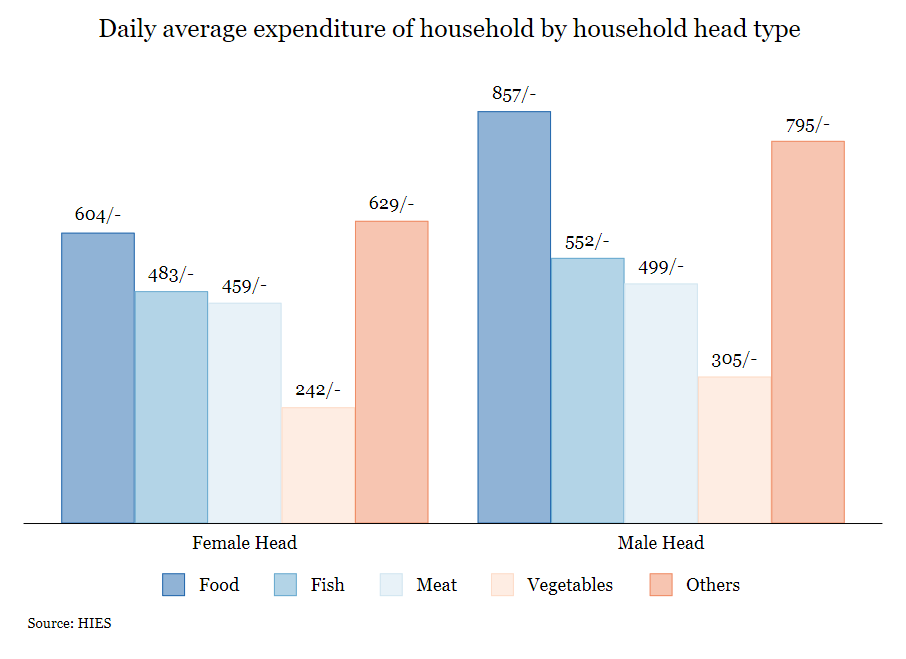 Daily average expenditure of household by household head type
604/-
483/-
459/-
242/-
629/-
857/-
552/-
499/-
305/-
795/-
Female Head
Male Head
Food Fish Meat Vegetables Others
Source: HIES